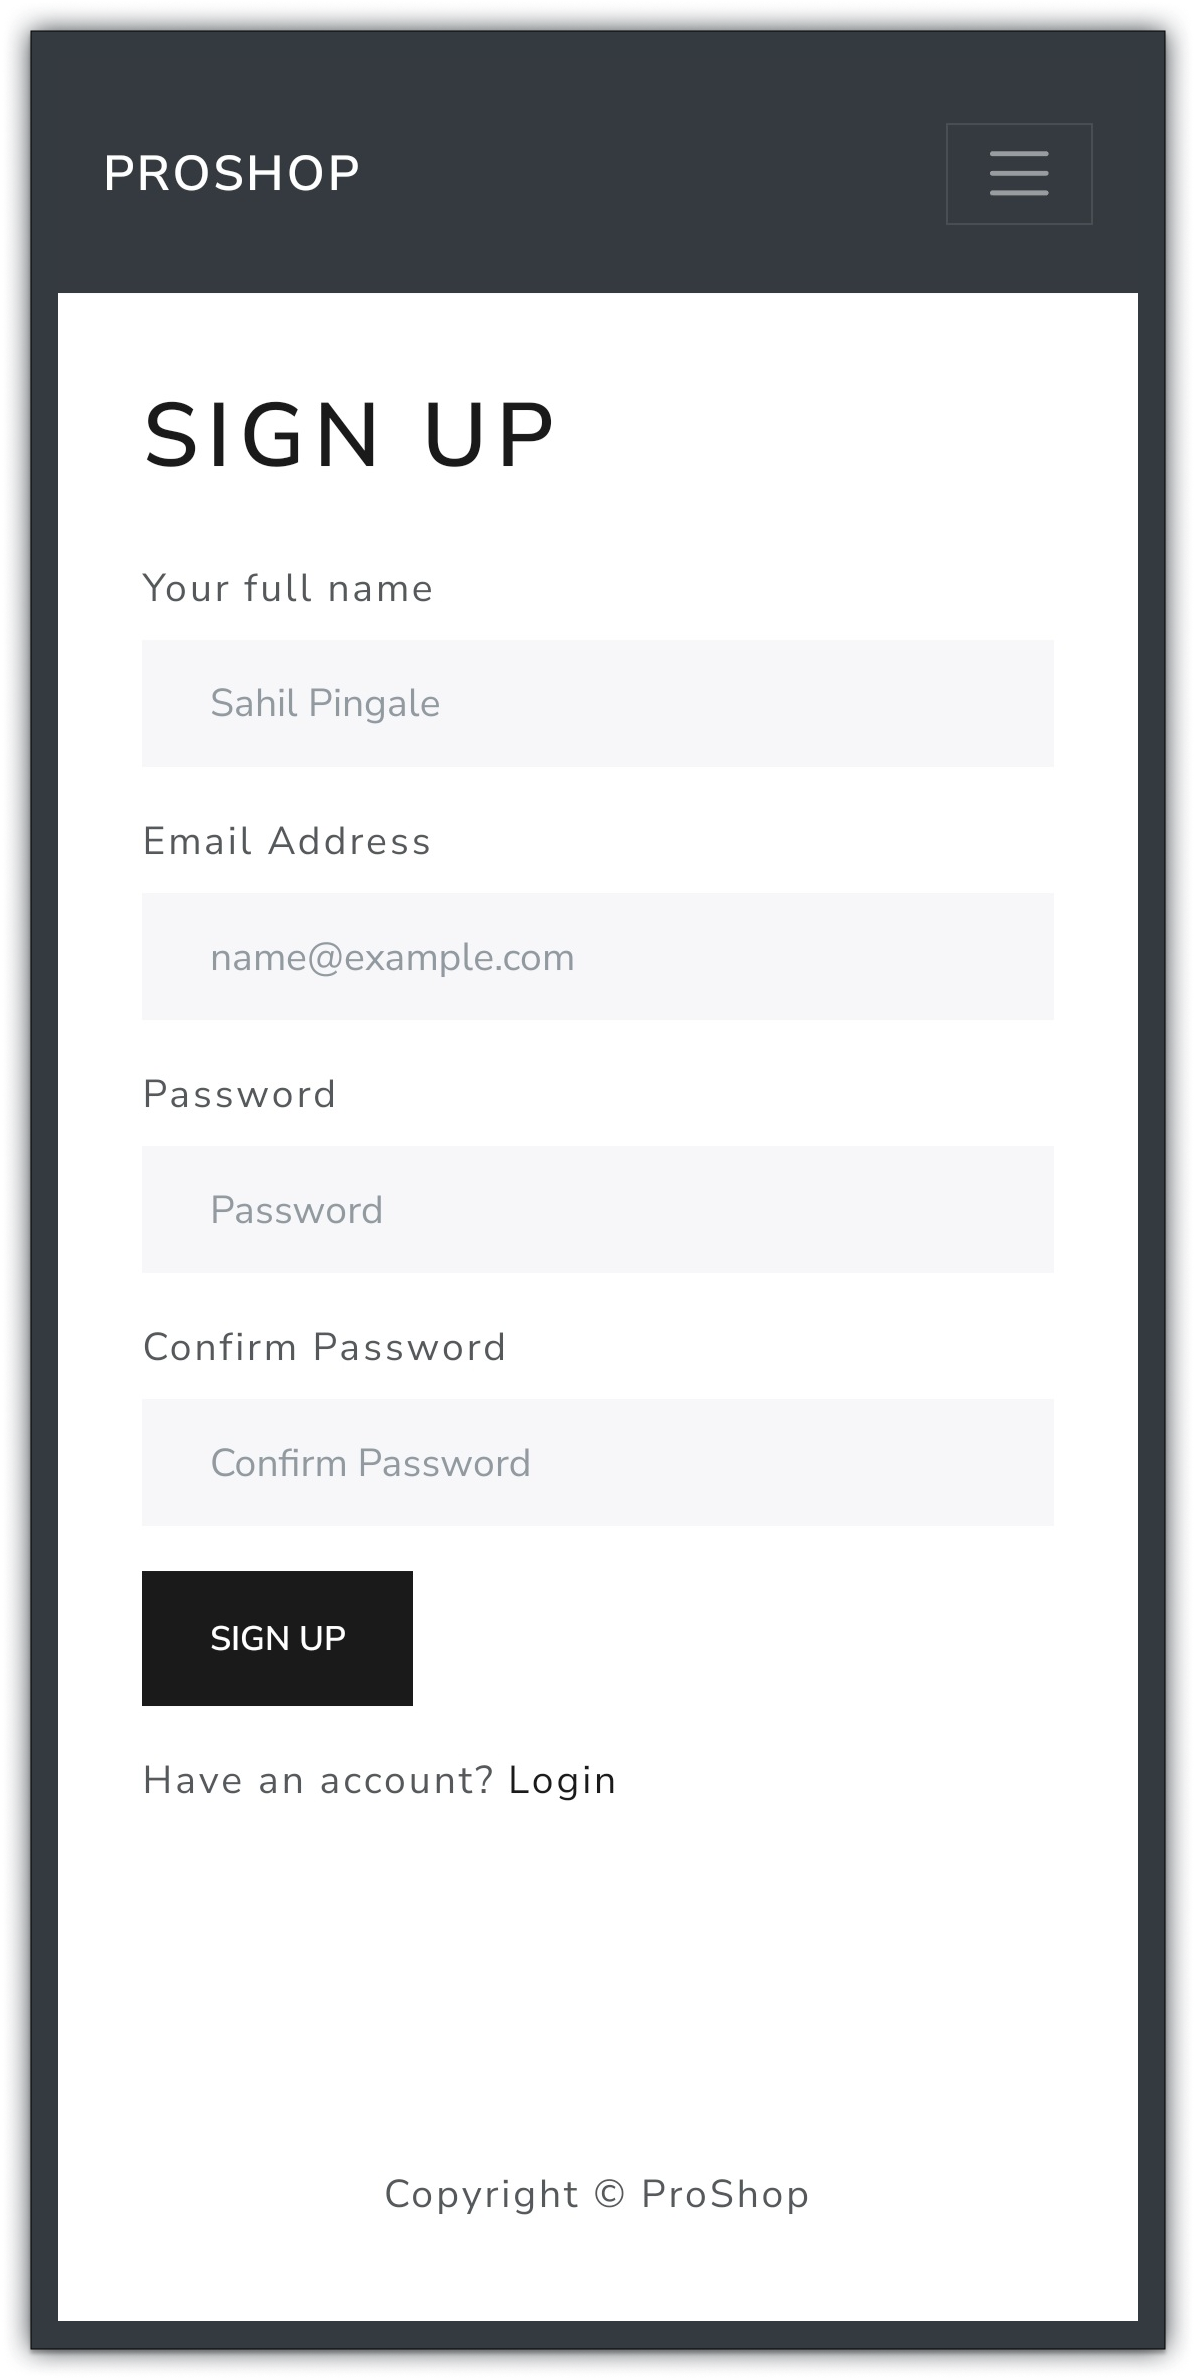 PROSHOP
SIGN UP
Your full name
Sahil Pingale
Email Address
name@example.com
Password
Password
Confirm Password
Confirm Password
SIGN UP
Have an account? Login
Copyright © ProShop